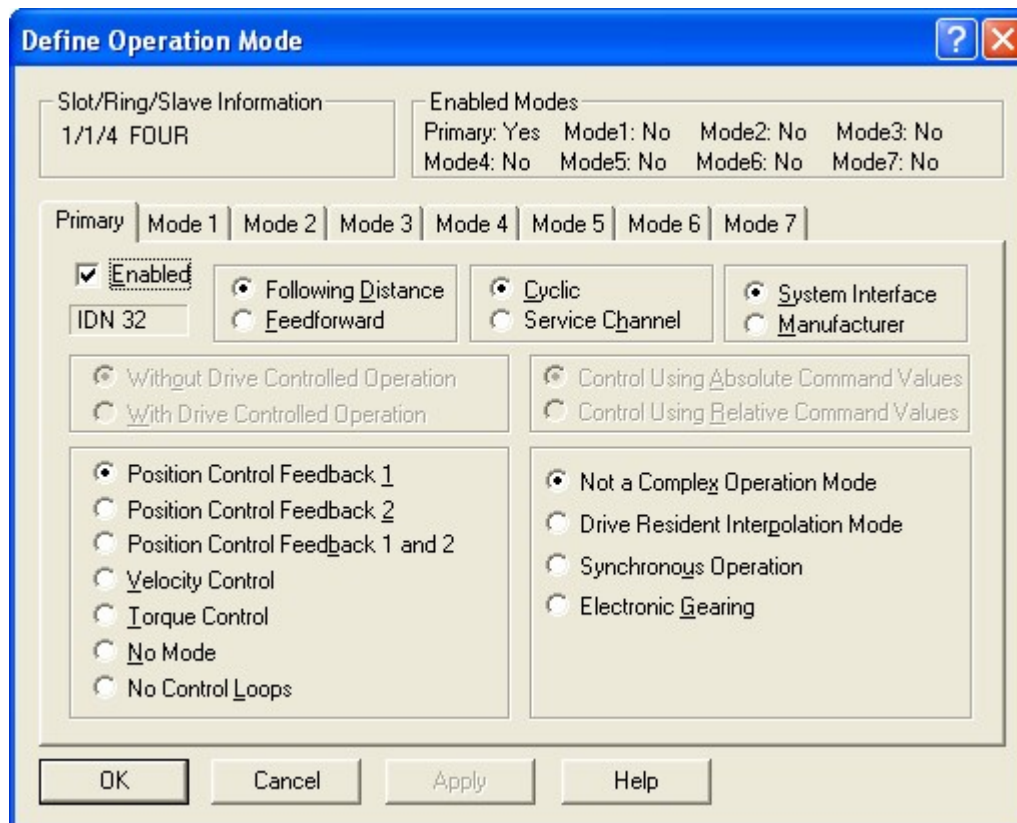 Define Operation Mode
Slot/Ring/Slave Information
1/1/4 FOUR
Enabled Modes
Primary: Yes Mode1: No Mode2: No Mode3: No
Mode4: No Mode5: No Mode6: No Mode7: No
Primary Mode 1 Mode 2 Mode 3 Mode 4 Mode 5 Mode 6 Mode 7
Enabled
IDN 32
Following Distance
Feedforward
Cyclic
Service Channel
System Interface
Manufacturer
Without Drive Controlled Operation
With Drive Controlled Operation
Control Using Absolute Command Values
Control Using Relative Command Values
Position Control Feedback 1
Position Control Feedback 2
Position Control Feedback 1 and 2
Velocity Control
Torque Control
No Mode
No Control Loops
Not a Complex Operation Mode
Drive Resident Interpolation Mode
Synchronous Operation
Electronic Gearing
OK Cancel Apply Help